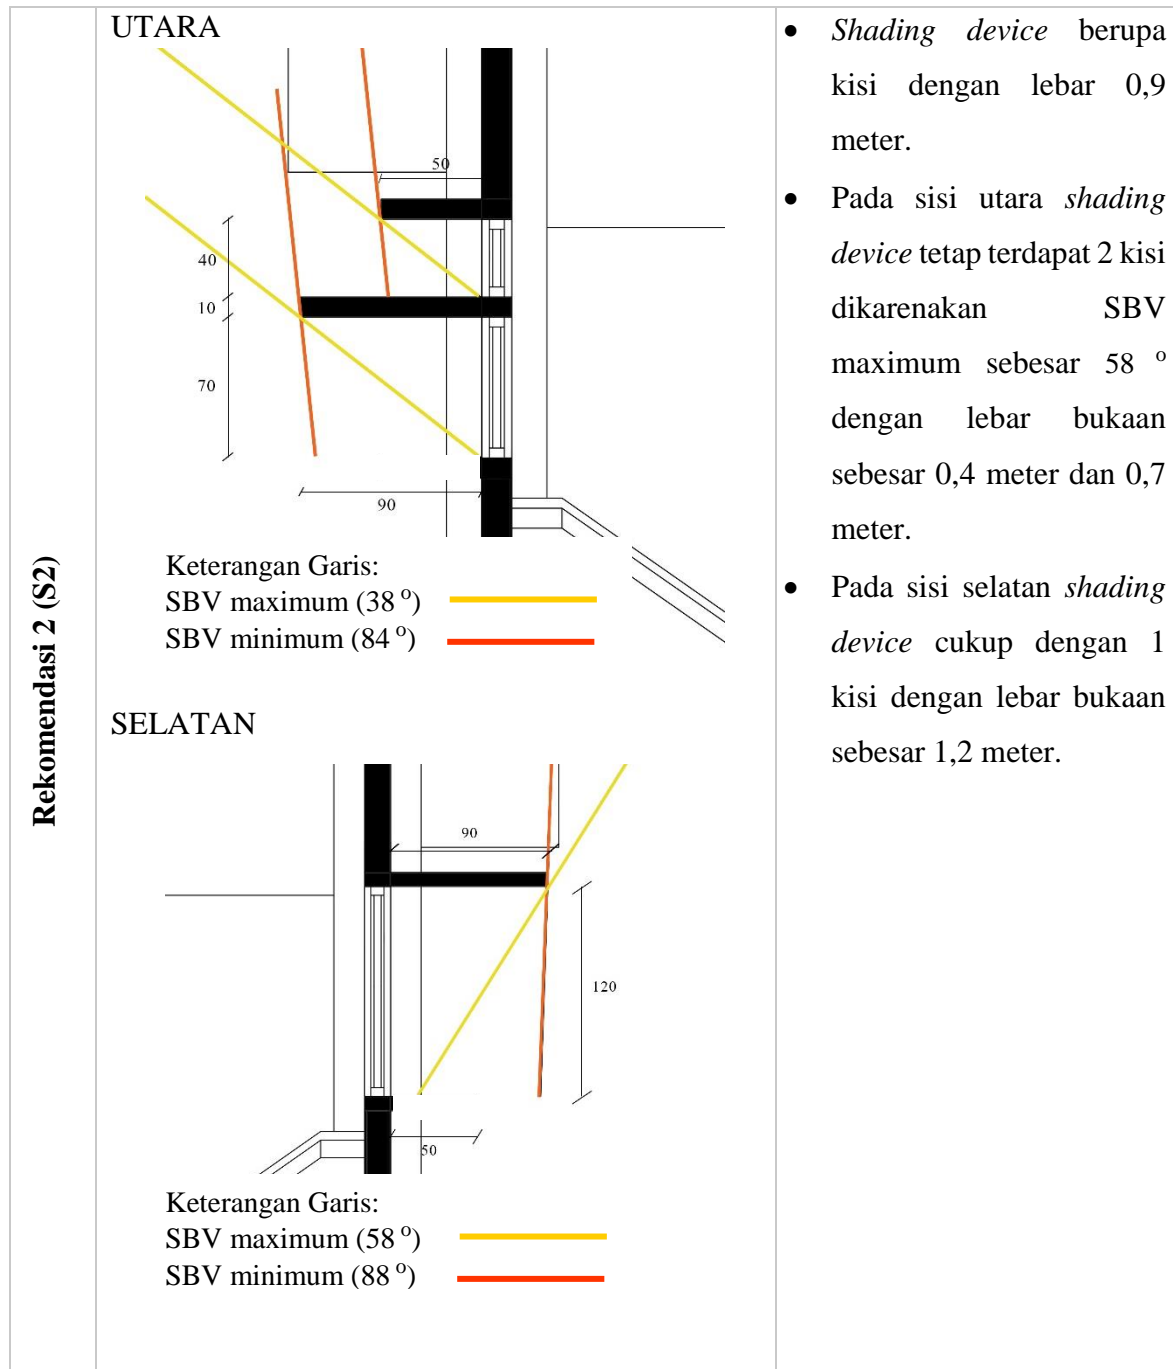 Rekomendasi 2 (S2)
UTARA
50
40
10
70
90
Keterangan Garis:
SBV maximum (38 º)
SBV minimum (84 º)
SELATAN
90
120
50
Keterangan Garis:
SBV maximum (58 º)
SBV minimum (88 º)
• Shading device berupa
kisi dengan lebar 0,9
meter.
• Pada sisi utara shading
device tetap terdapat 2 kisi
dikarenakan SBV
maximum sebesar 58 º
dengan lebar bukaan
sebesar 0,4 meter dan 0,7
meter.
• Pada sisi selatan shading
device cukup dengan 1
kisi dengan lebar bukaan
sebesar 1,2 meter.